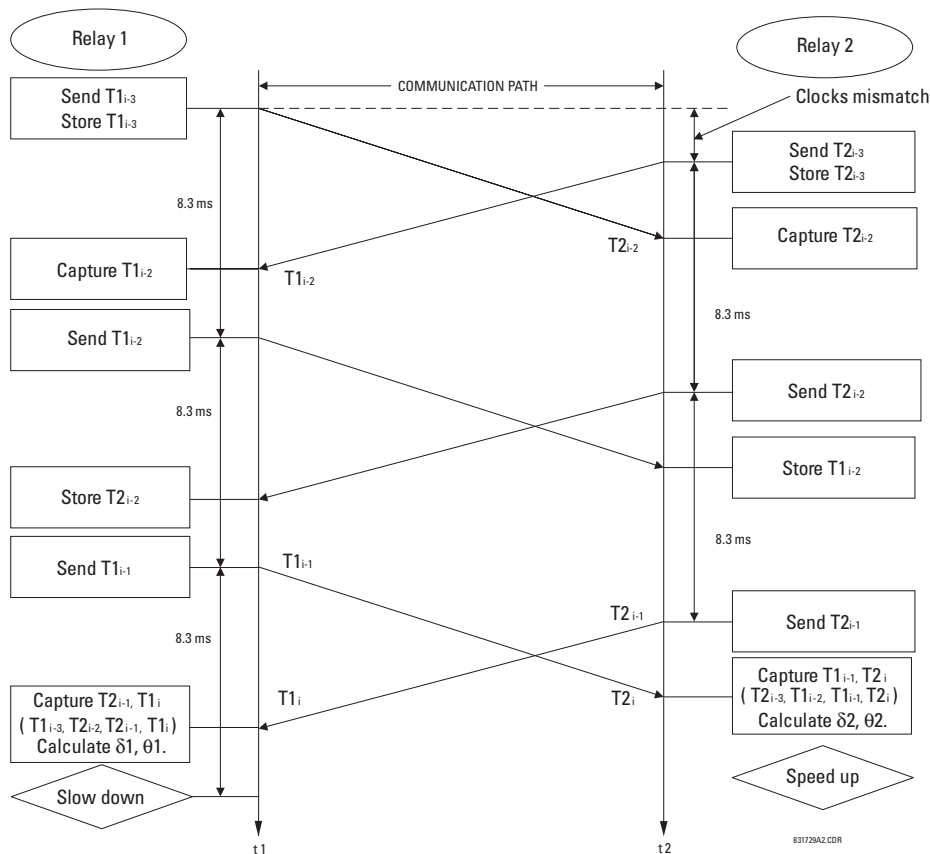 Relay 1
Relay 2
COMMUNICATION PATH
Send T1i-3
Store T1i-3
Clocks mismatch
Send T2i-3
Store T2i-3
8.3 ms
T2i-2
Capture T2i-2
Capture T1i-2
T1i-2
8.3 ms
Send T1i-2
Send T2i-2
8.3 ms
Store T1i-2
Store T2i-2
8.3 ms
Send T1i-1
T1i-1
T2i-1
Send T2i-1
8.3 ms
Capture T2i-1, T1i
( T1i-3, T2i-2, T2i-1, T1i)
Calculate δ1, θ1.
T1i
T2i
Capture T1i-1, T2i
( T2i-3, T1i-2, T1i-1, T2i)
Calculate δ2, θ2.
Slow down
Speed up
t1
t2
831729A2.CDR